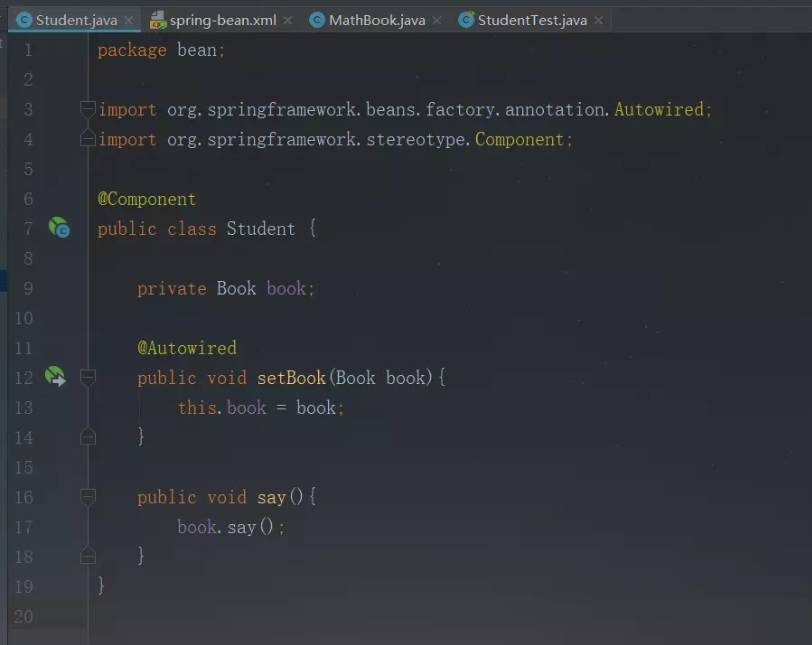 Student.java spring-bean.xml MathBook.java StudentTest.java
1 package bean;
2
3 import org.springframework.beans.factory.annotation.Autowired;
4 import org.springframework.stereotype.Component;
5
6 @Component
7 public class Student {
8
9 private Book book;
10
11 @Autowired
12 public void setBook(Book book){
13 this.book = book;
14 }
15
16 public void say(){
17 book.say();
18 }
19 }
20